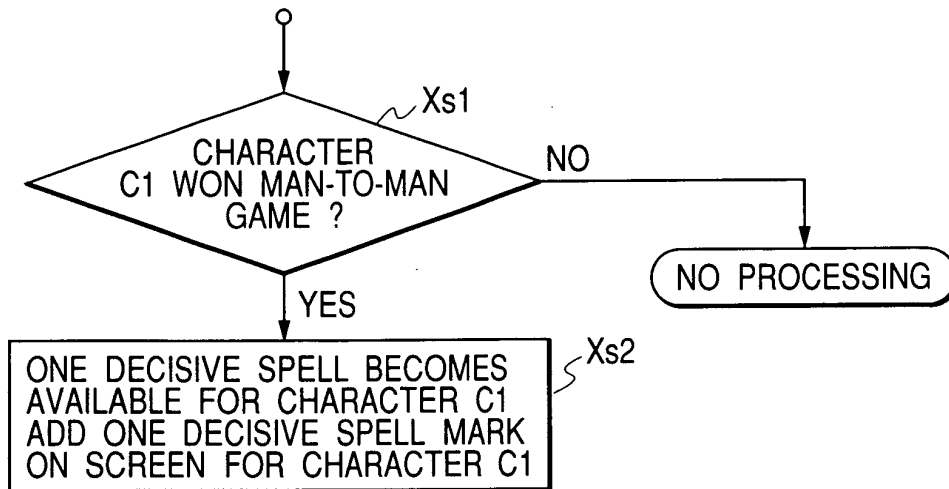 Xs1
CHARACTER
C1 WON MAN-TO-MAN
GAME ?
NO
NO PROCESSING
YES
Xs2
ONE DECISIVE SPELL BECOMES
AVAILABLE FOR CHARACTER C1
ADD ONE DECISIVE SPELL MARK
ON SCREEN FOR CHARACTER C1